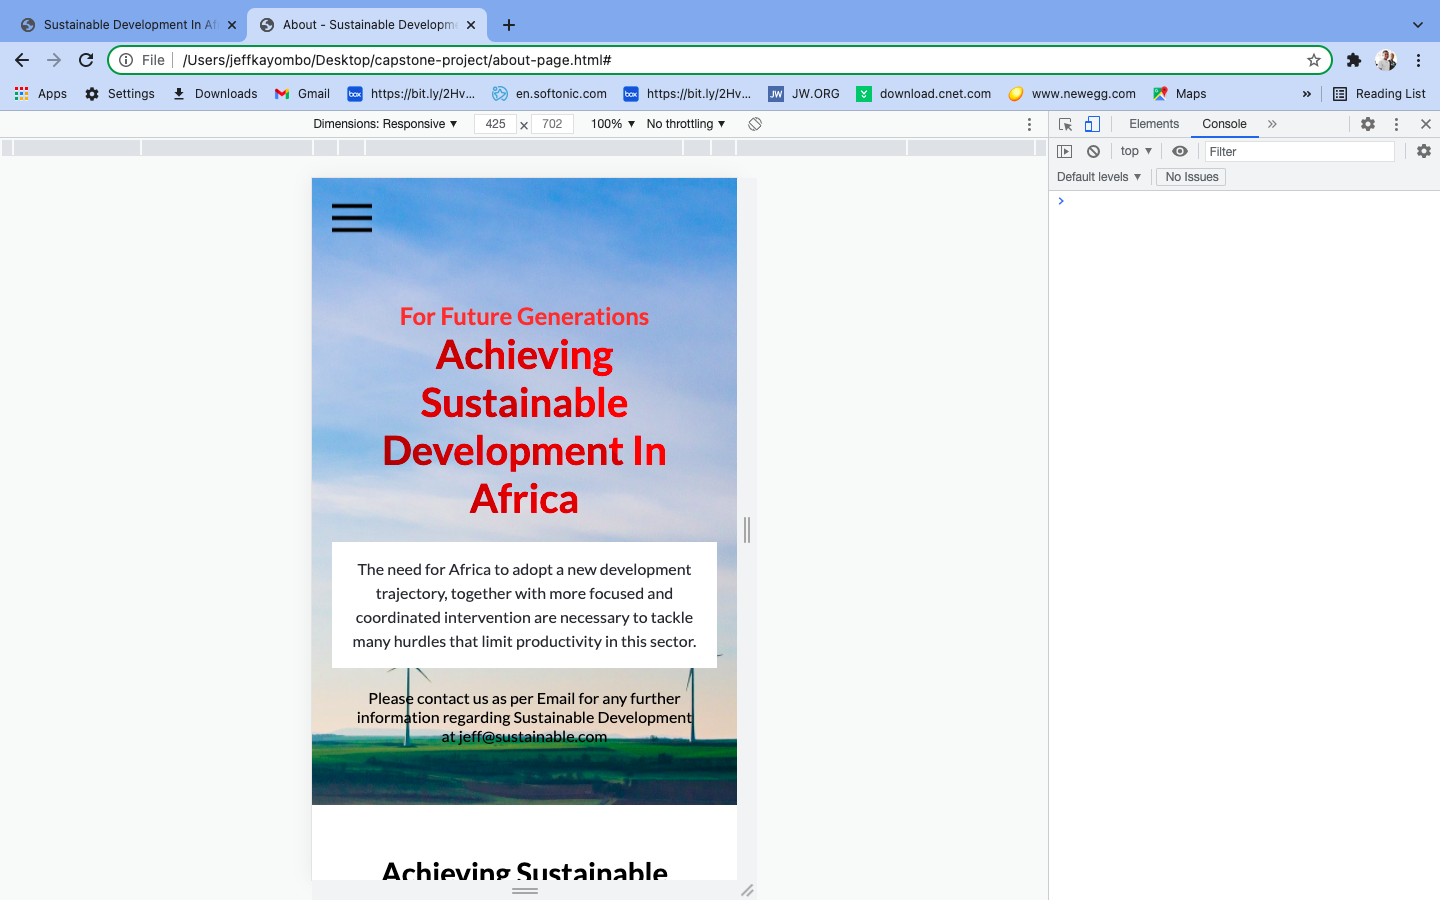 Sustainable Development In Af
About - Sustainable Developm
File
/Users/jeffkayombo/Desktop/capstone-project/about-page.html#
Apps
Settings
Downloads
Gmail
box
https://bit.ly/2Hv...
en.softonic.com
box
https://bit.ly/2Hv...
JW
JW.ORG
download.cnet.com
www.newegg.com
Maps
»
Reading List
Dimensions: Responsive
425
×
702
100%
No throttling
Elements
Console
»
top
Filter
Default levels
No Issues
For Future Generations
Achieving
Sustainable
Development In
Africa
The need for Africa to adopt a new development
trajectory, together with more focused and
coordinated intervention are necessary to tackle
many hurdles that limit productivity in this sector.
Please contact us as per Email for any further
information regarding Sustainable Development
at jeff@sustainable.com
Achieving Sustainable